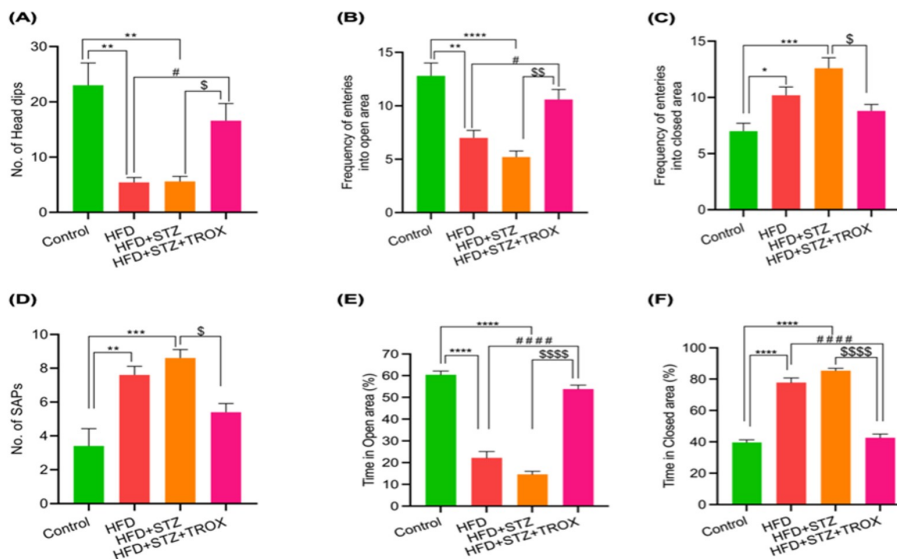 (A)
No. of Head dips
30
20
10
0
**
**
#
$
Control
HFD
HFD+STZ
HFD+STZ+TROX
(B)
Frequency of enteries
into open area
15
10
5
0
****
**
#
$$
Control
HFD
HFD+STZ
HFD+STZ+TROX
(C)
Frequency of enteries
into closed area
15
10
5
0
***
$
*
Control
HFD
HFD+STZ
HFD+STZ+TROX
(D)
No. of SAPs
10
8
6
4
2
0
***
$
**
Control
HFD
HFD+STZ
HFD+STZ+TROX
(E)
Time in Open area (%)
70
60
50
40
30
20
10
0
****
####
****
$$$$
Control
HFD
HFD+STZ
HFD+STZ+TROX
(F)
Time in Closed area (%)
100
80
60
40
20
0
****
####
****
$$$$
Control
HFD
HFD+STZ
HFD+STZ+TROX